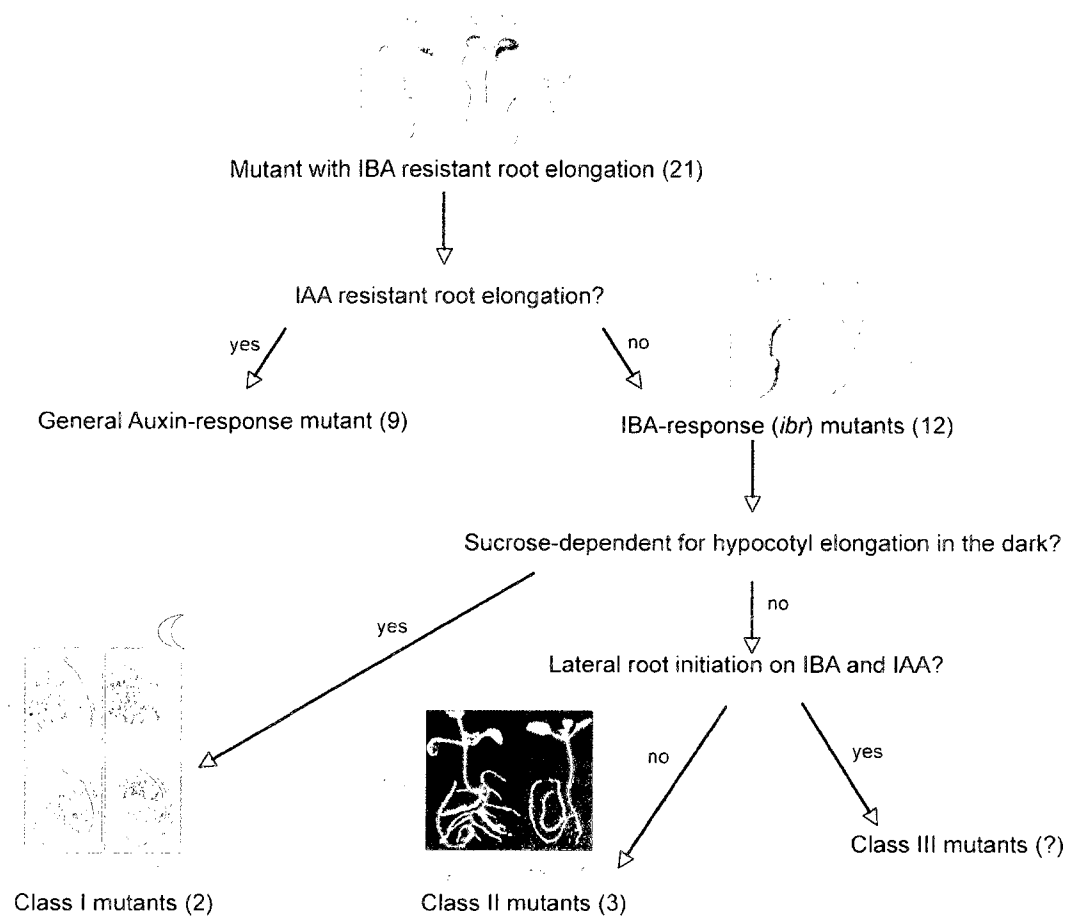 Mutant with IBA resistant root elongation (21)
IAA resistant root elongation?
yes
no
General Auxin-response mutant (9)
IBA-response (ibr) mutants (12)
Sucrose-dependent for hypocotyl elongation in the dark?
yes
no
Lateral root initiation on IBA and IAA?
no
yes
Class III mutants (?)
Class I mutants (2)
Class II mutants (3)